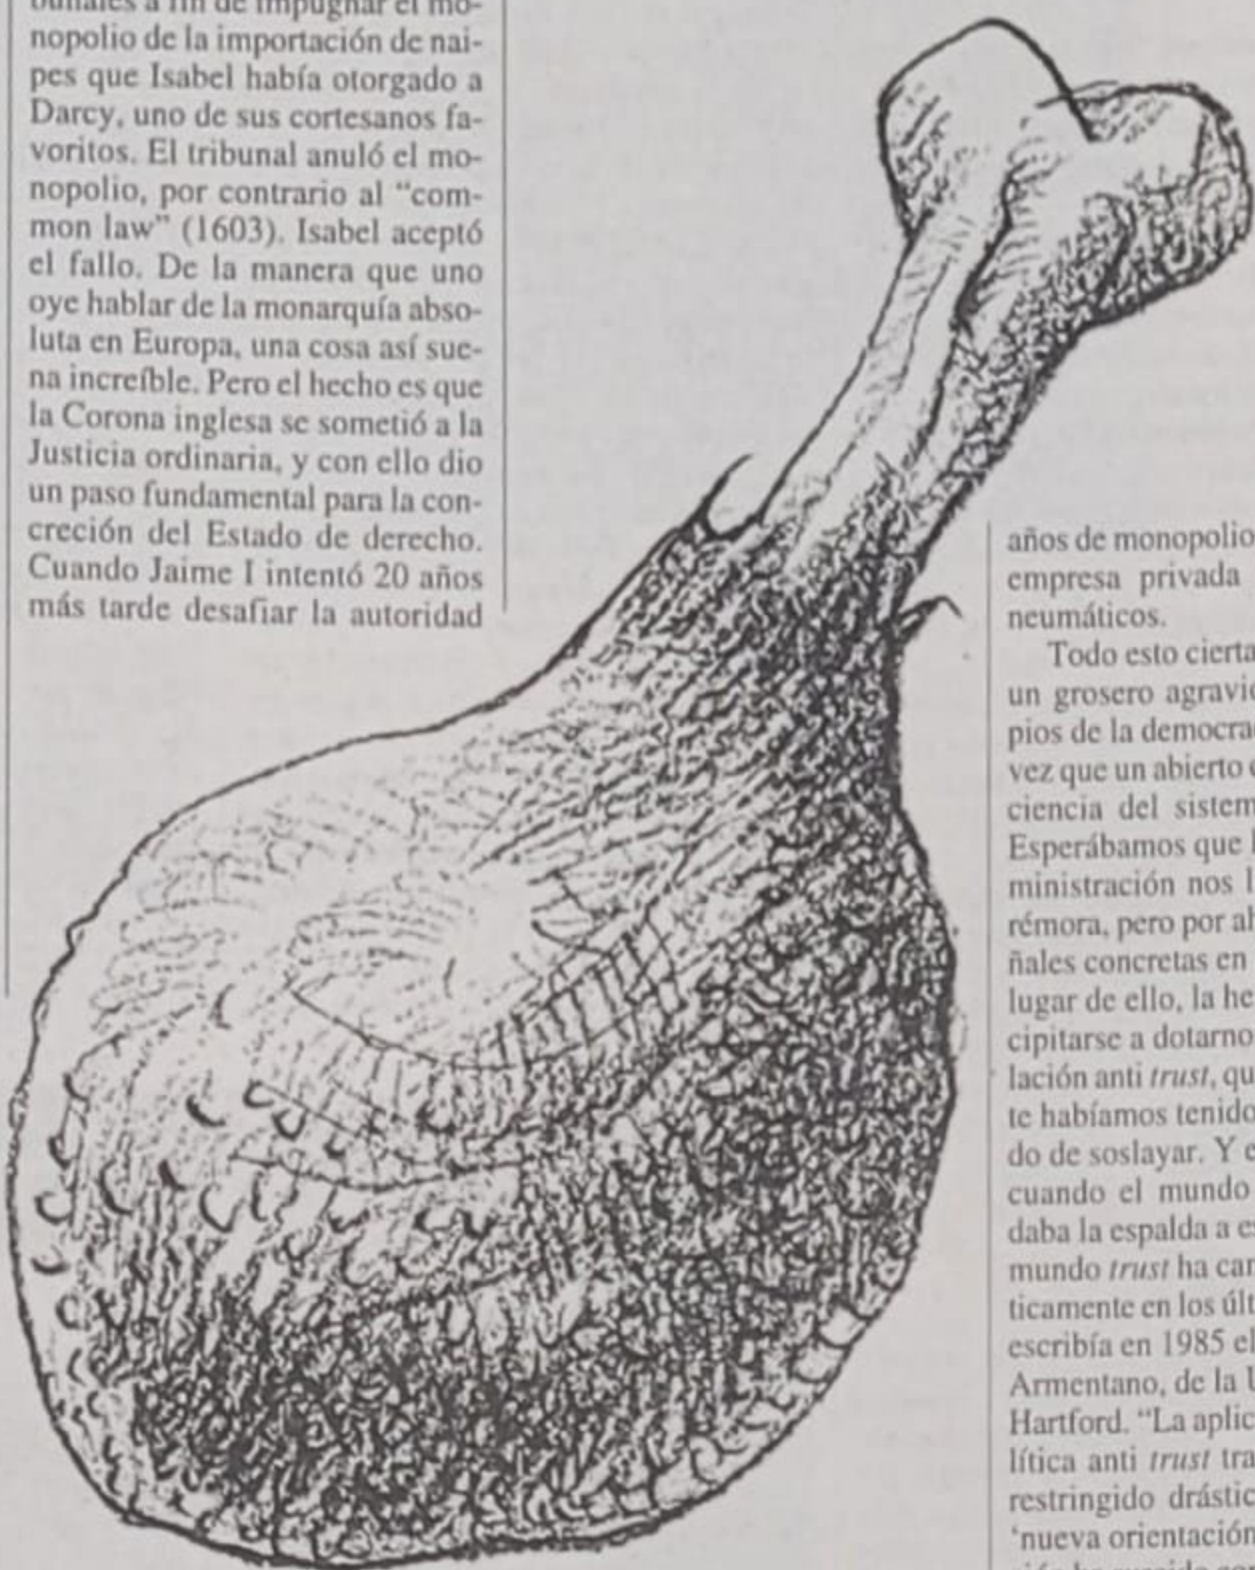 bunales a fin de impugnar el mo-
nopolio de la importación de nai-
pes que Isabel había otorgado a
Darcy, uno de sus cortesanos fa-
voritos. El tribunal anuló el mo-
nopolio, por contrario al “com-
mon law” (1603). Isabel aceptó
el fallo. De la manera que uno
oye hablar de la monarquía abso-
luta en Europa, una cosa así sue-
na increíble. Pero el hecho es que
la Corona inglesa se sometió a la
Justicia ordinaria, y con ello dio
un paso fundamental para la con-
creción del Estado de derecho.
Cuando Jaime I intentó 20 años
más tarde desafiar la autoridad
años de monopolio
empresa privada
neumáticos.
Todo esto cierta
un grosero agravio
pios de la democra
vez que un abierto
ciencia del sistem
Esperábamos que
ministración nos
rémora, pero por
ñales concretas en
lugar de ello, la he
cipitarse a dotarno
lación anti trust, qu
te habíamos tenido
do de soslayar. Y
cuando el mundo
daba la espalda a
mundo trust ha
ticamente en los
escribía en 1985 el
Armentano, de la
Hartford. “La aplic
lítica anti trust tra
restringido drástic
‘nueva orientación